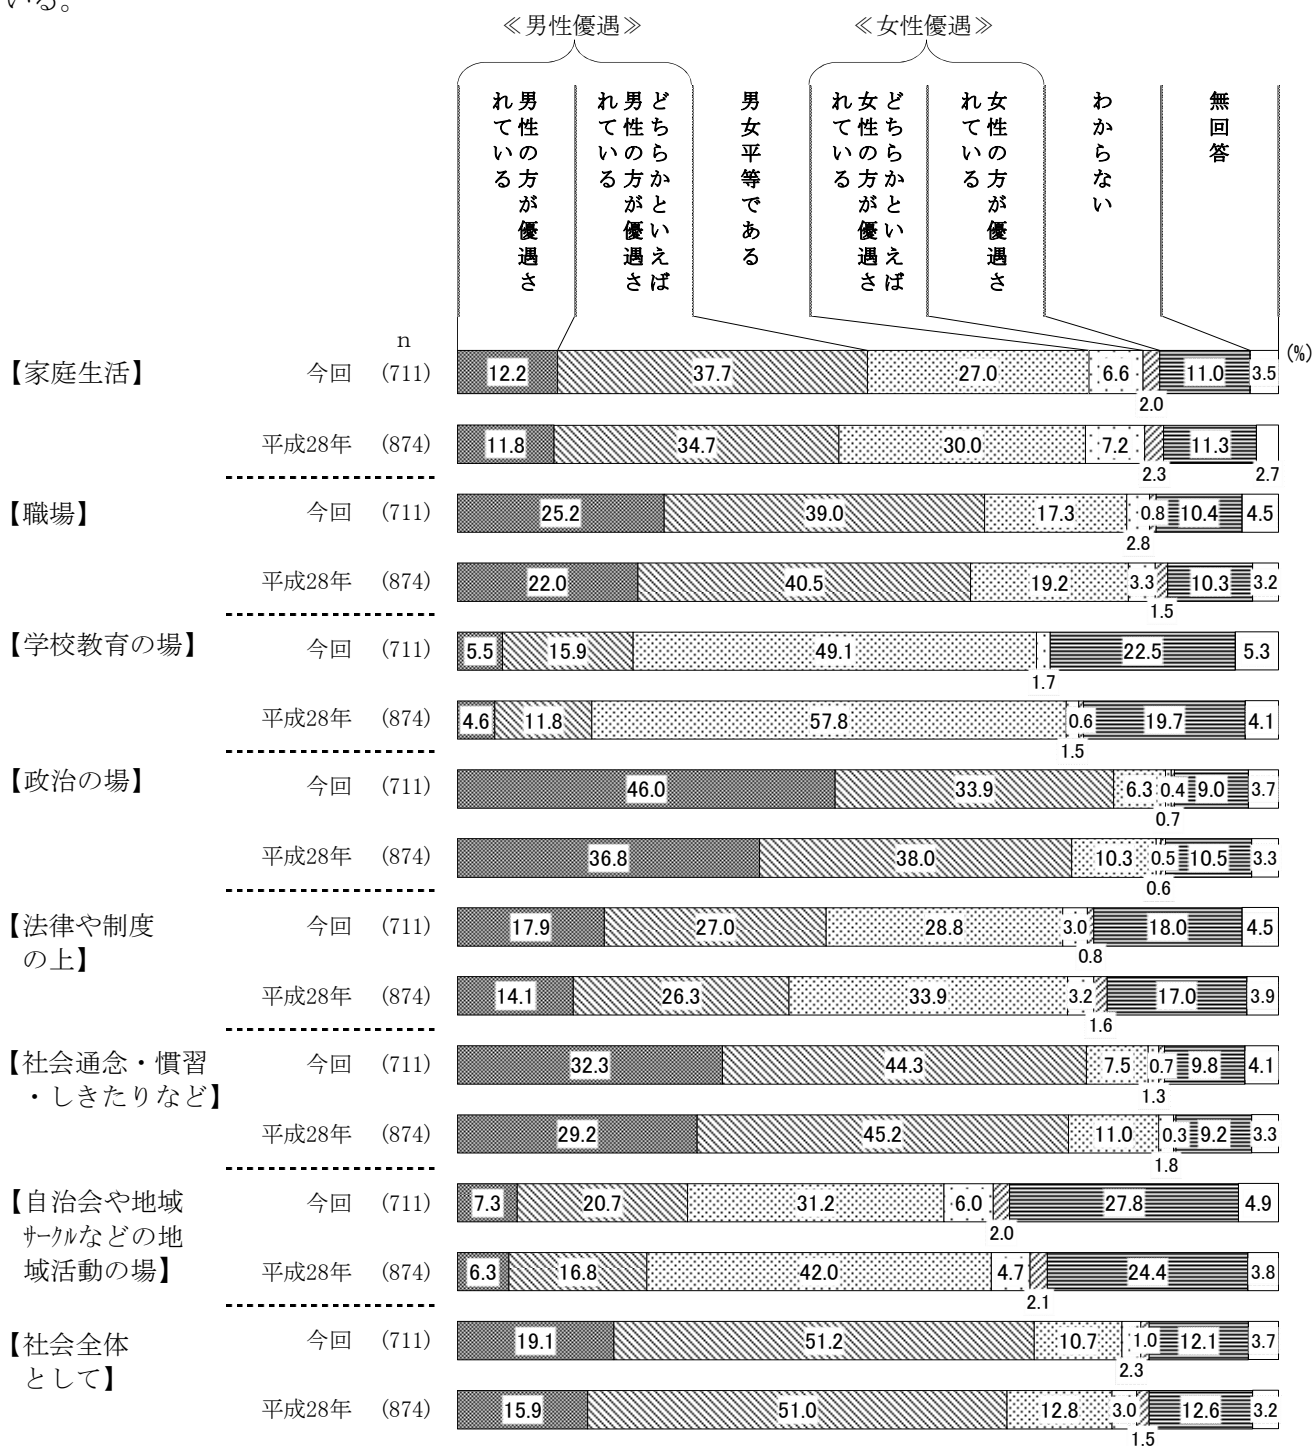 いる。
≪男性優遇≫ ≪女性優遇≫
男性の方が優遇されている
どちらかといえば男性の方が優遇されている
男女平等である
どちらかといえば女性の方が優遇されている
女性の方が優遇されている
わからない
無回答
n
(%)
【家庭生活】 今回 (711) 12.2 37.7 27.0 6.6 11.0 3.5
2.0
平成28年 (874) 11.8 34.7 30.0 7.2 11.3
2.3 2.7
【職場】 今回 (711) 25.2 39.0 17.3 0.8 10.4 4.5
2.8
平成28年 (874) 22.0 40.5 19.2 3.3 10.3 3.2
1.5
【学校教育の場】 今回 (711) 5.5 15.9 49.1 22.5 5.3
1.7
平成28年 (874) 4.6 11.8 57.8 0.6 19.7 4.1
1.5
【政治の場】 今回 (711) 46.0 33.9 6.3 0.4 9.0 3.7
0.7
平成28年 (874) 36.8 38.0 10.3 0.5 10.5 3.3
0.6
【法律や制度 今回 (711) 17.9 27.0 28.8 3.0 18.0 4.5
の上】 0.8
平成28年 (874) 14.1 26.3 33.9 3.2 17.0 3.9
1.6
【社会通念・慣習 今回 (711) 32.3 44.3 7.5 0.7 9.8 4.1
・しきたりなど】 1.3
平成28年 (874) 29.2 45.2 11.0 0.3 9.2 3.3
1.8
【自治会や地域 今回 (711) 7.3 20.7 31.2 6.0 27.8 4.9
ｻｰｸﾙなどの地 2.0
域活動の場】 平成28年 (874) 6.3 16.8 42.0 4.7 24.4 3.8
2.1
【社会全体 今回 (711) 19.1 51.2 10.7 1.0 12.1 3.7
として】 2.3
平成28年 (874) 15.9 51.0 12.8 3.0 12.6 3.2
1.5